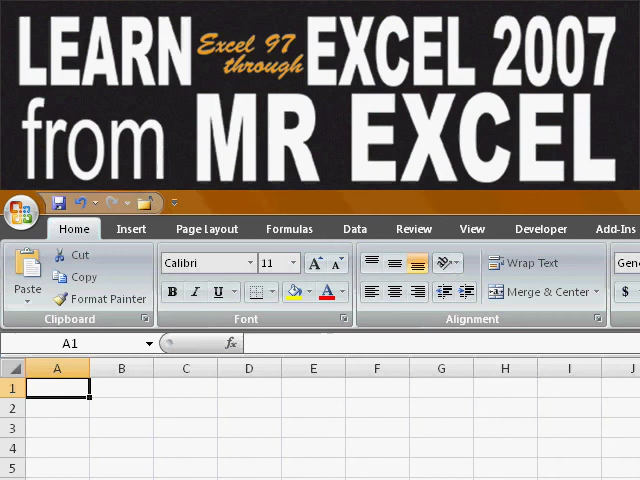 LEARN Excel 97 through EXCEL 2007
from MR EXCEL
Home Insert Page Layout Formulas Data Review View Developer Add-Ins
Paste Cut Copy Format Painter
Calibri 11 A A
Wrap Text Gen
B I U A Merge & Center $
Clipboard Font Alignment
A1 fx
A B C D E F G H I J
1
2
3
4
5